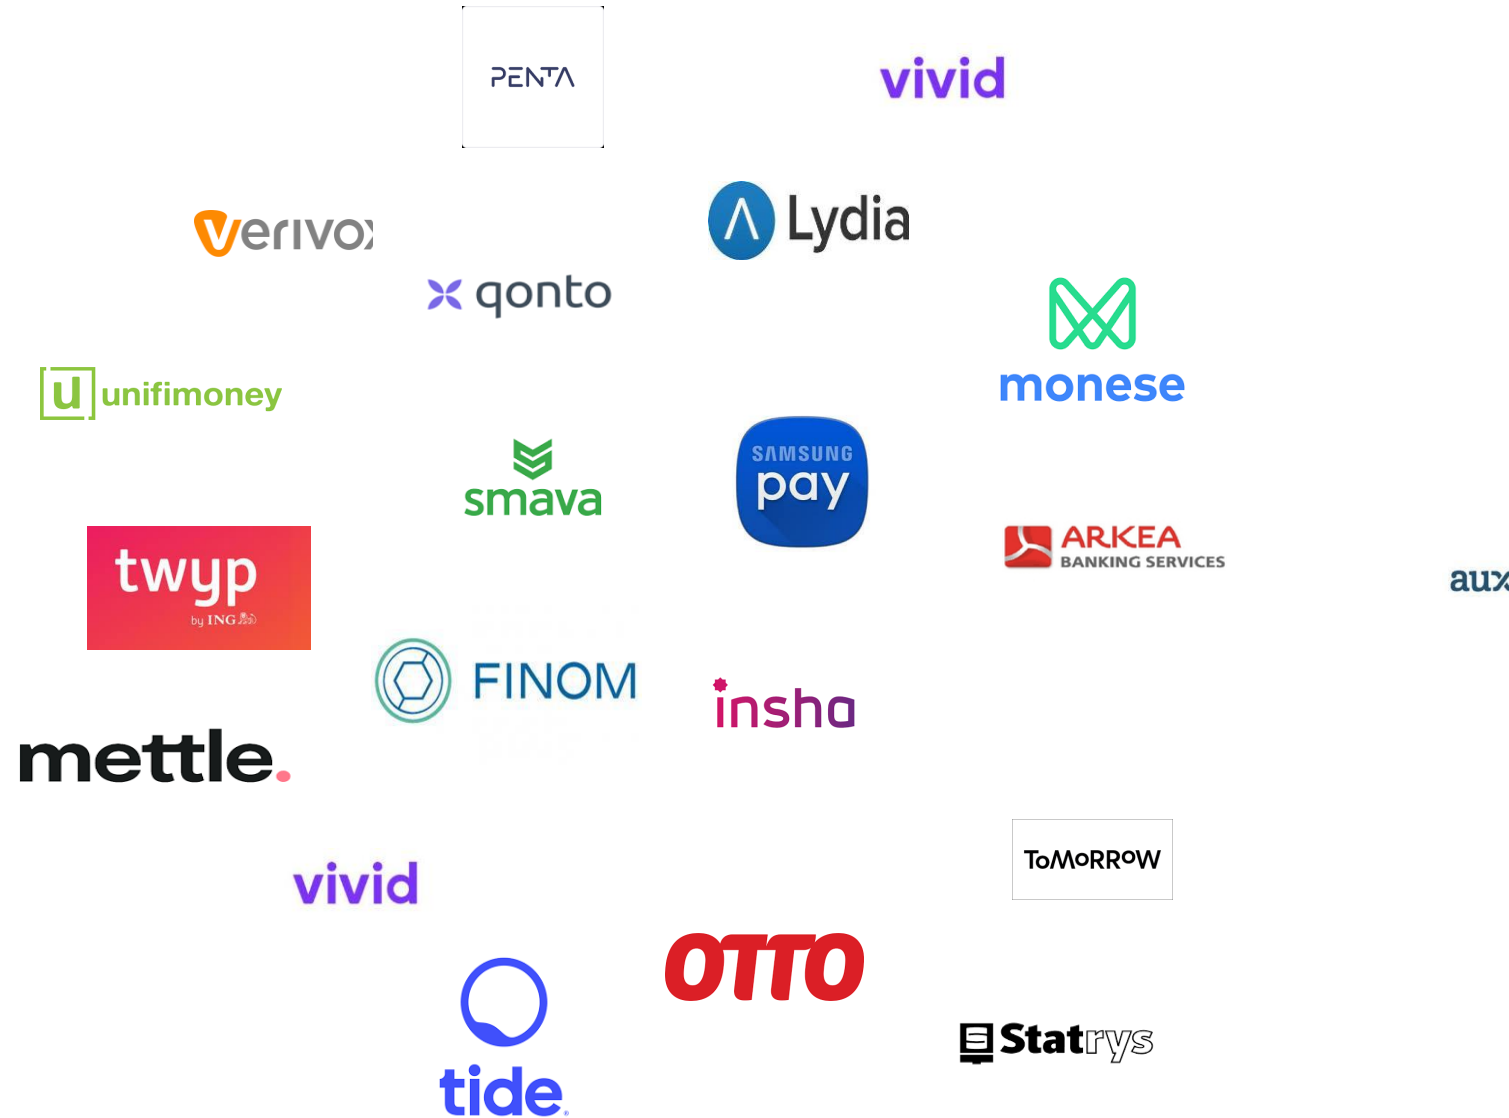 PENTA
vivid
verivox
Lydia
qonto
monese
u unifimoney
smava
SAMSUNG
pay
ARKEA
BANKING SERVICES
twyp
by ING
aux
FINOM
insha
mettle.
TOMORROW
vivid
OTTO
Statrys
tide®